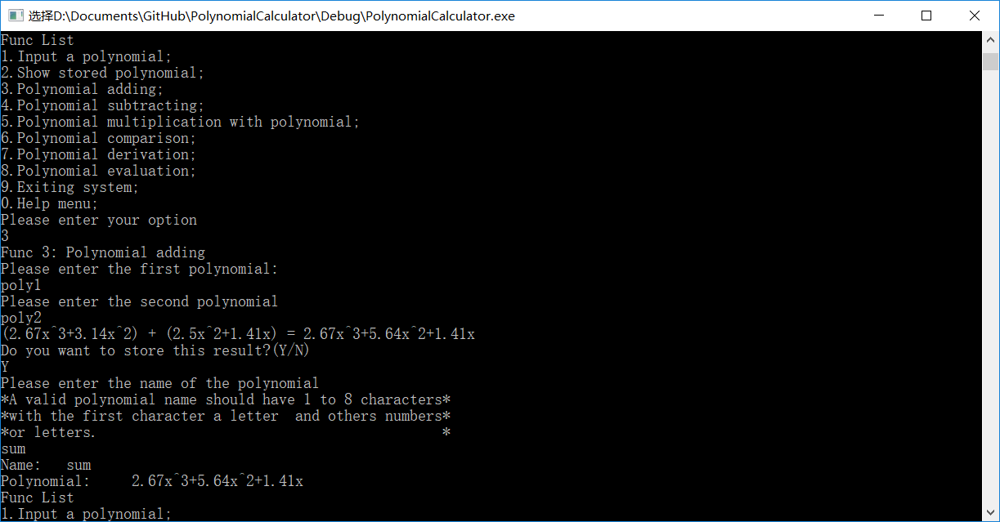 选择D:\Documents\GitHub\PolynomialCalculator\Debug\PolynomialCalculator.exe
Func List
1.Input a polynomial;
2.Show stored polynomial;
3.Polynomial adding;
4.Polynomial subtracting;
5.Polynomial multiplication with polynomial;
6.Polynomial comparison;
7.Polynomial derivation;
8.Polynomial evaluation;
9.Exiting system;
0.Help menu;
Please enter your option
3
Func 3: Polynomial adding
Please enter the first polynomial:
poly1
Please enter the second polynomial
poly2
(2.67x^3+3.14x^2) + (2.5x^2+1.41x) = 2.67x^3+5.64x^2+1.41x
Do you want to store this result?(Y/N)
Y
Please enter the name of the polynomial
*A valid polynomial name should have 1 to 8 characters*
*with the first character a letter  and others numbers*
*or letters.                                          *
sum
Name:   sum
Polynomial:     2.67x^3+5.64x^2+1.41x
Func List
1.Input a polynomial;